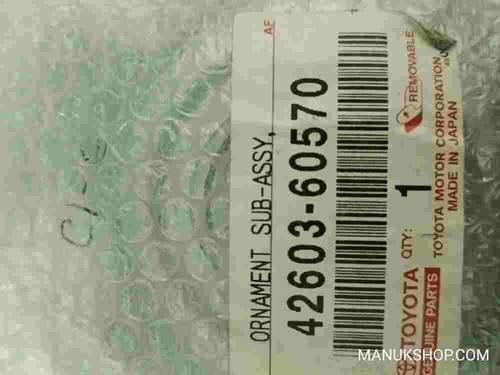 AF
ORNAMENT SUB-ASSY,
42603-60570
TOYOTA
GENUINE PARTS
QTY:
1
REMOVABLE
TOYOTA MOTOR CORPORATION
MADE IN JAPAN
MANUKSHOP.COM